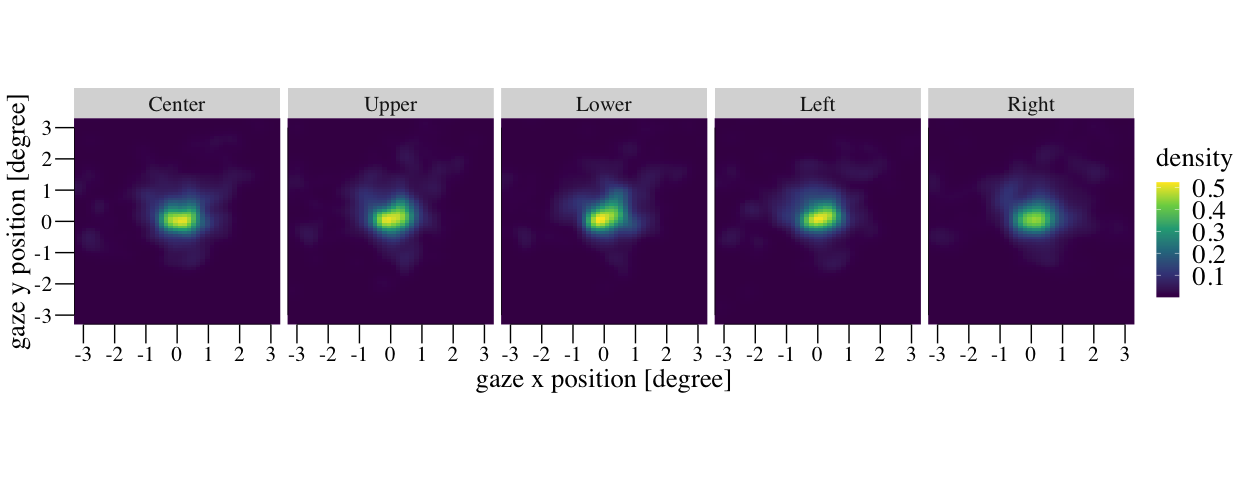 Center Upper Lower Left Right
gaze y position [degree]
3
2
1
0
-1
-2
-3
-3 -2 -1 0 1 2 3 -3 -2 -1 0 1 2 3 -3 -2 -1 0 1 2 3 -3 -2 -1 0 1 2 3 -3 -2 -1 0 1 2 3
gaze x position [degree]
density
0.5
0.4
0.3
0.2
0.1